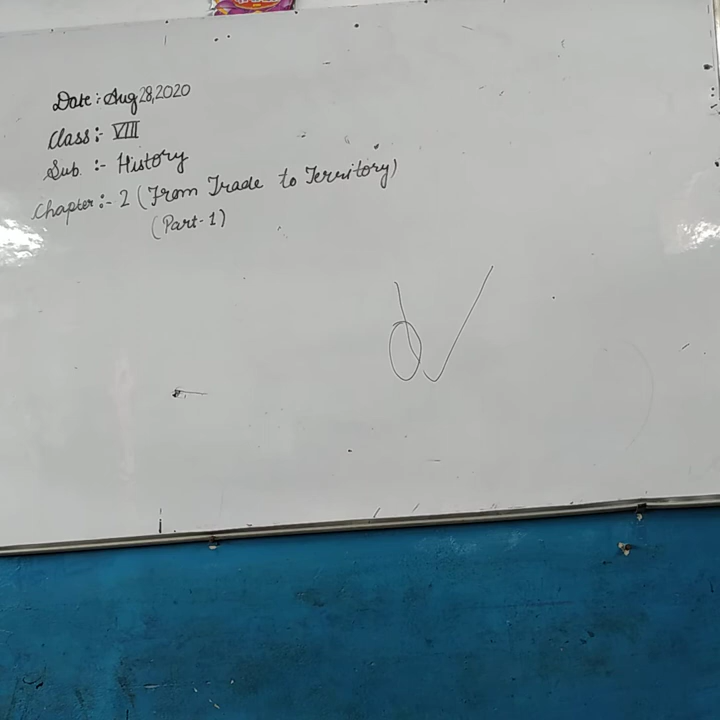 Date :- Aug 28, 2020
Class :- VIII
Sub. :- History
Chapter :- 2 (From Trade to Territory)
(Part-1)